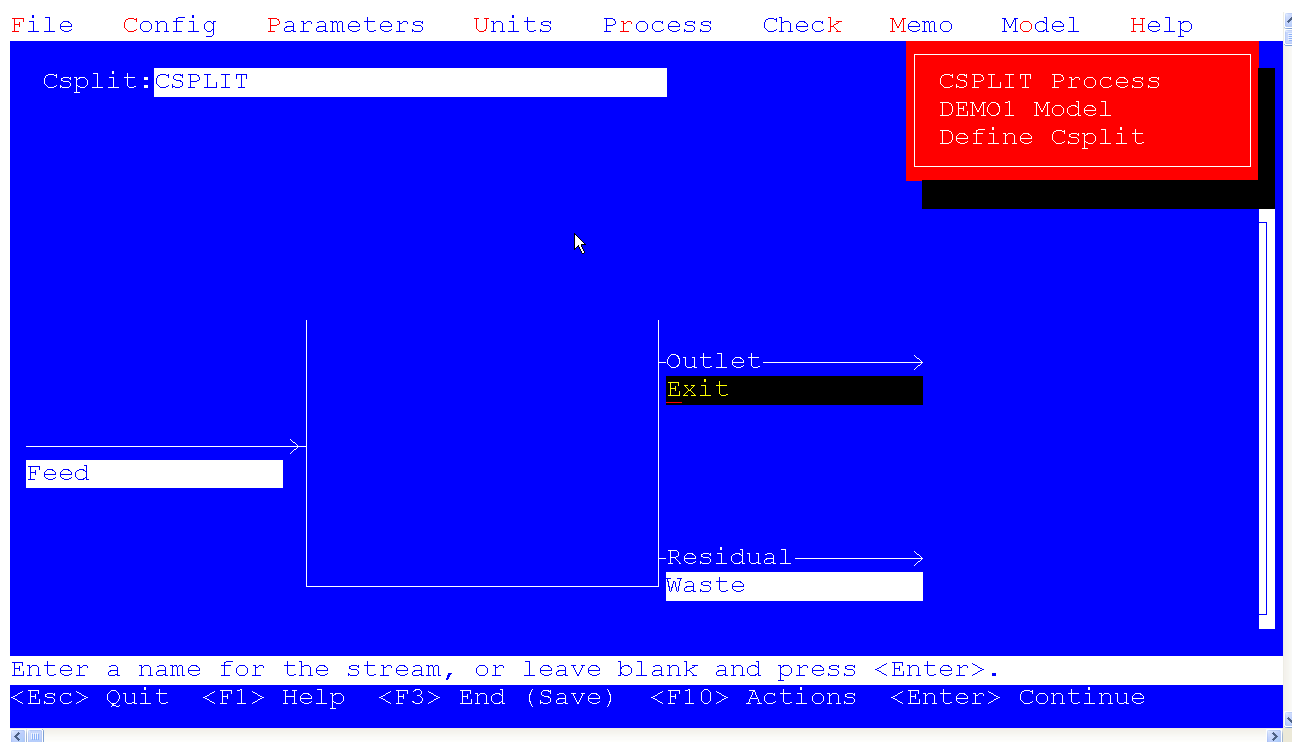 File Config Parameters Units Process Check Memo Model Help
Csplit:CSPLIT
CSPLIT Process
DEMO1 Model
Define Csplit
Outlet
Exit
Feed
Residual
Waste
Enter a name for the stream, or leave blank and press <Enter>.
<Esc> Quit <F1> Help <F3> End (Save) <F10> Actions <Enter> Continue